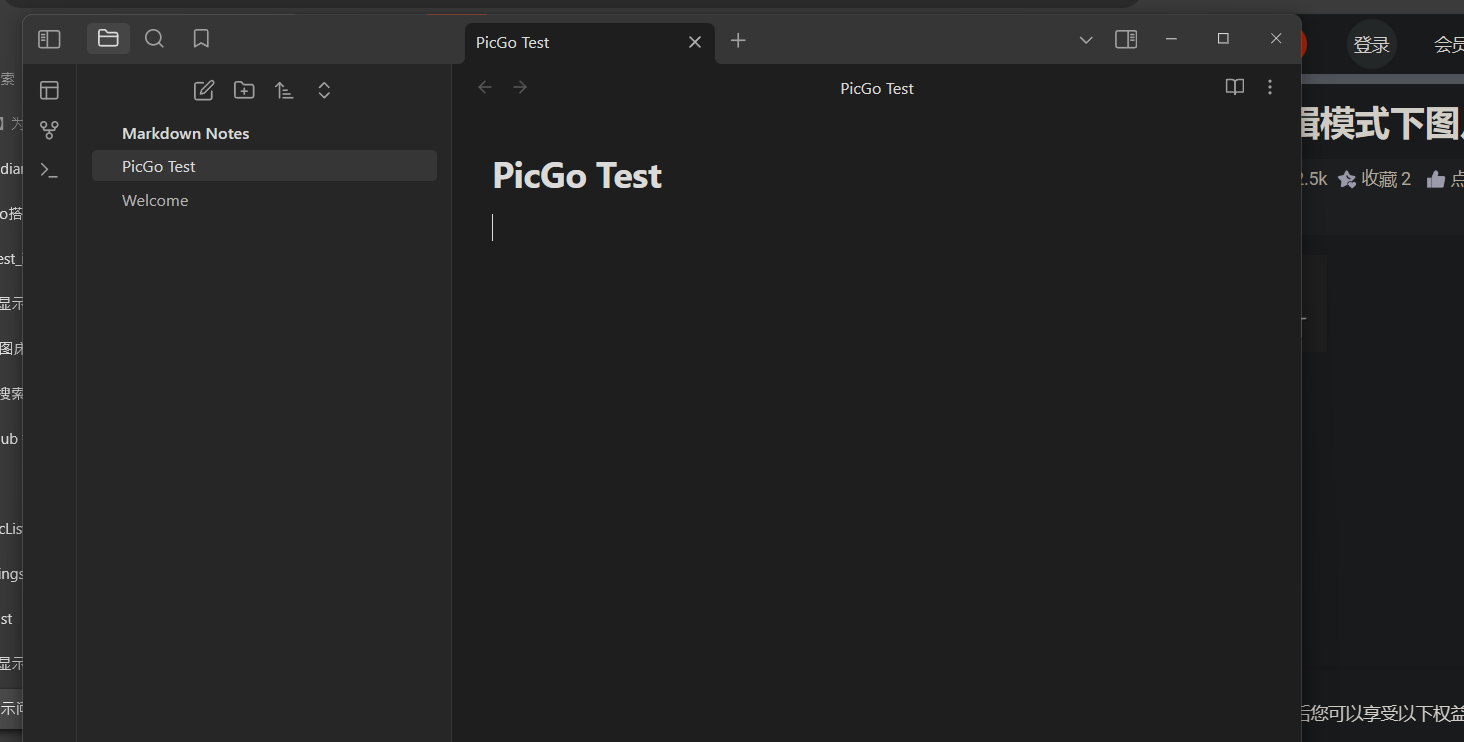 PicGo Test
登录
会员
索
】为
PicGo Test
Markdown Notes
PicGo Test
Welcome
PicGo Test
辑模式下图
2.5k 收藏 2 点
dian
o搭
est_
显示
图床
搜索
ub
cLis
ings
st
显示
示问
后您可以享受以下权益